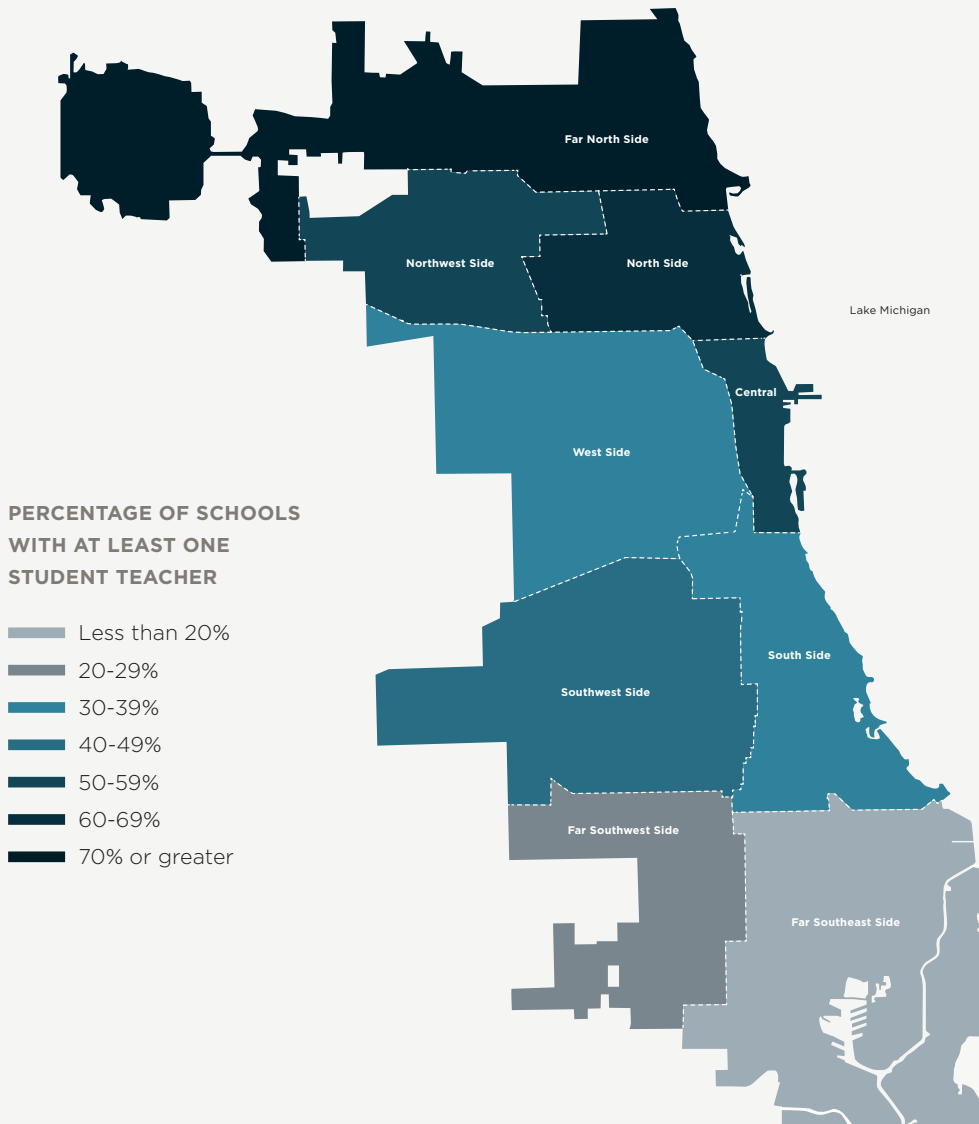 Far North Side
Northwest Side
North Side
Lake Michigan
Central
West Side
PERCENTAGE OF SCHOOLS
WITH AT LEAST ONE
STUDENT TEACHER
Less than 20%
20-29%
30-39%
40-49%
50-59%
60-69%
70% or greater
South Side
Southwest Side
Far Southwest Side
Far Southeast Side